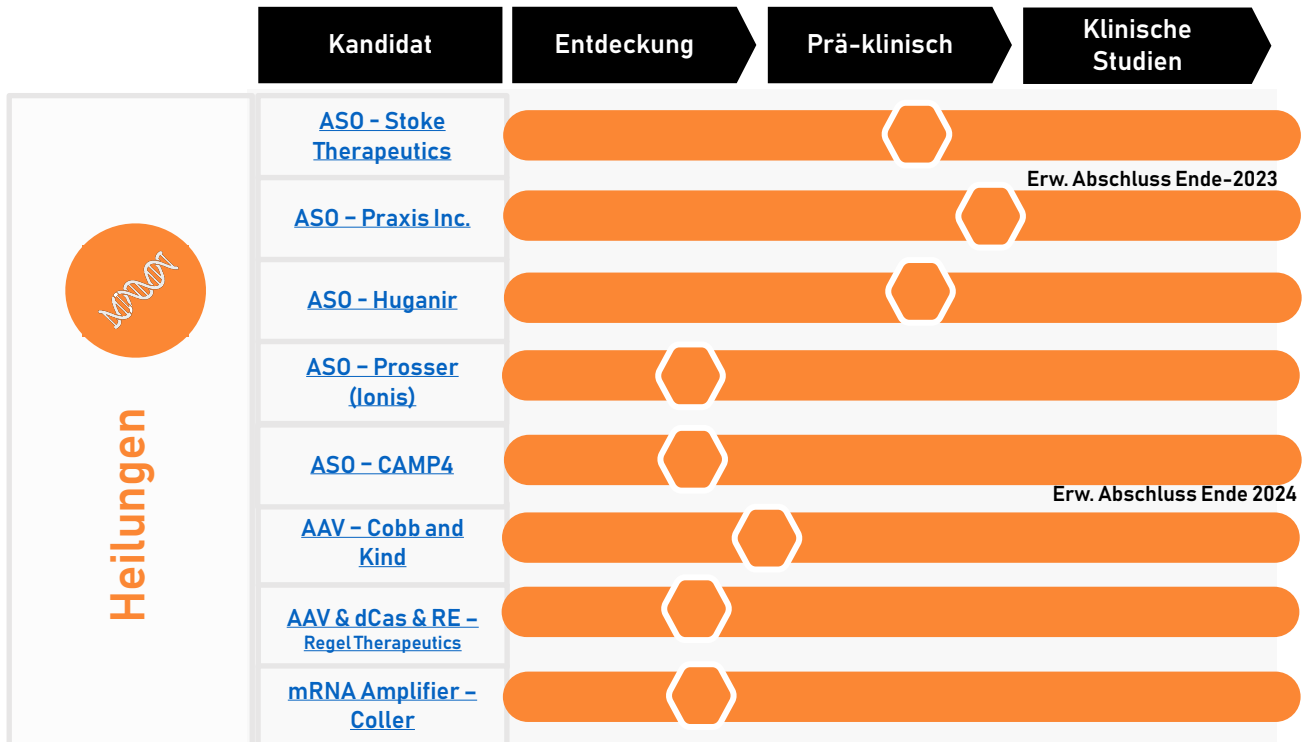 Kandidat
Entdeckung
Prä-klinisch
Klinische
Studien
Heilungen
ASO - Stoke
Therapeutics
Erw. Abschluss Ende-2023
ASO – Praxis Inc.
ASO - Huganir
ASO – Prosser
(Ionis)
ASO – CAMP4
Erw. Abschluss Ende 2024
AAV – Cobb and
Kind
AAV & dCas & RE –
Regel Therapeutics
mRNA Amplifier –
Coller